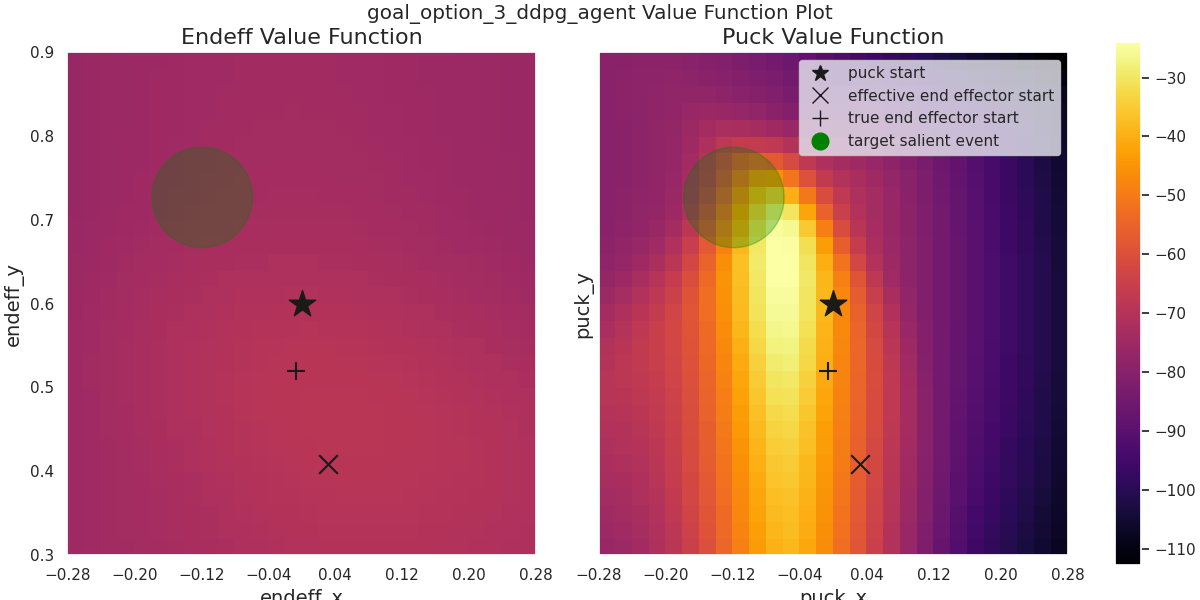 goal_option_3_ddpg_agent Value Function Plot
Endeff Value Function
0.9
0.8
0.7
0.6
0.5
0.4
0.3
endeff_y
−0.28 −0.20 −0.12 −0.04 0.04 0.12 0.20 0.28
endeff_x
Puck Value Function
puck start
effective end effector start
true end effector start
target salient event
puck_y
−0.28 −0.20 −0.12 −0.04 0.04 0.12 0.20 0.28
puck_x
−30
−40
−50
−60
−70
−80
−90
−100
−110